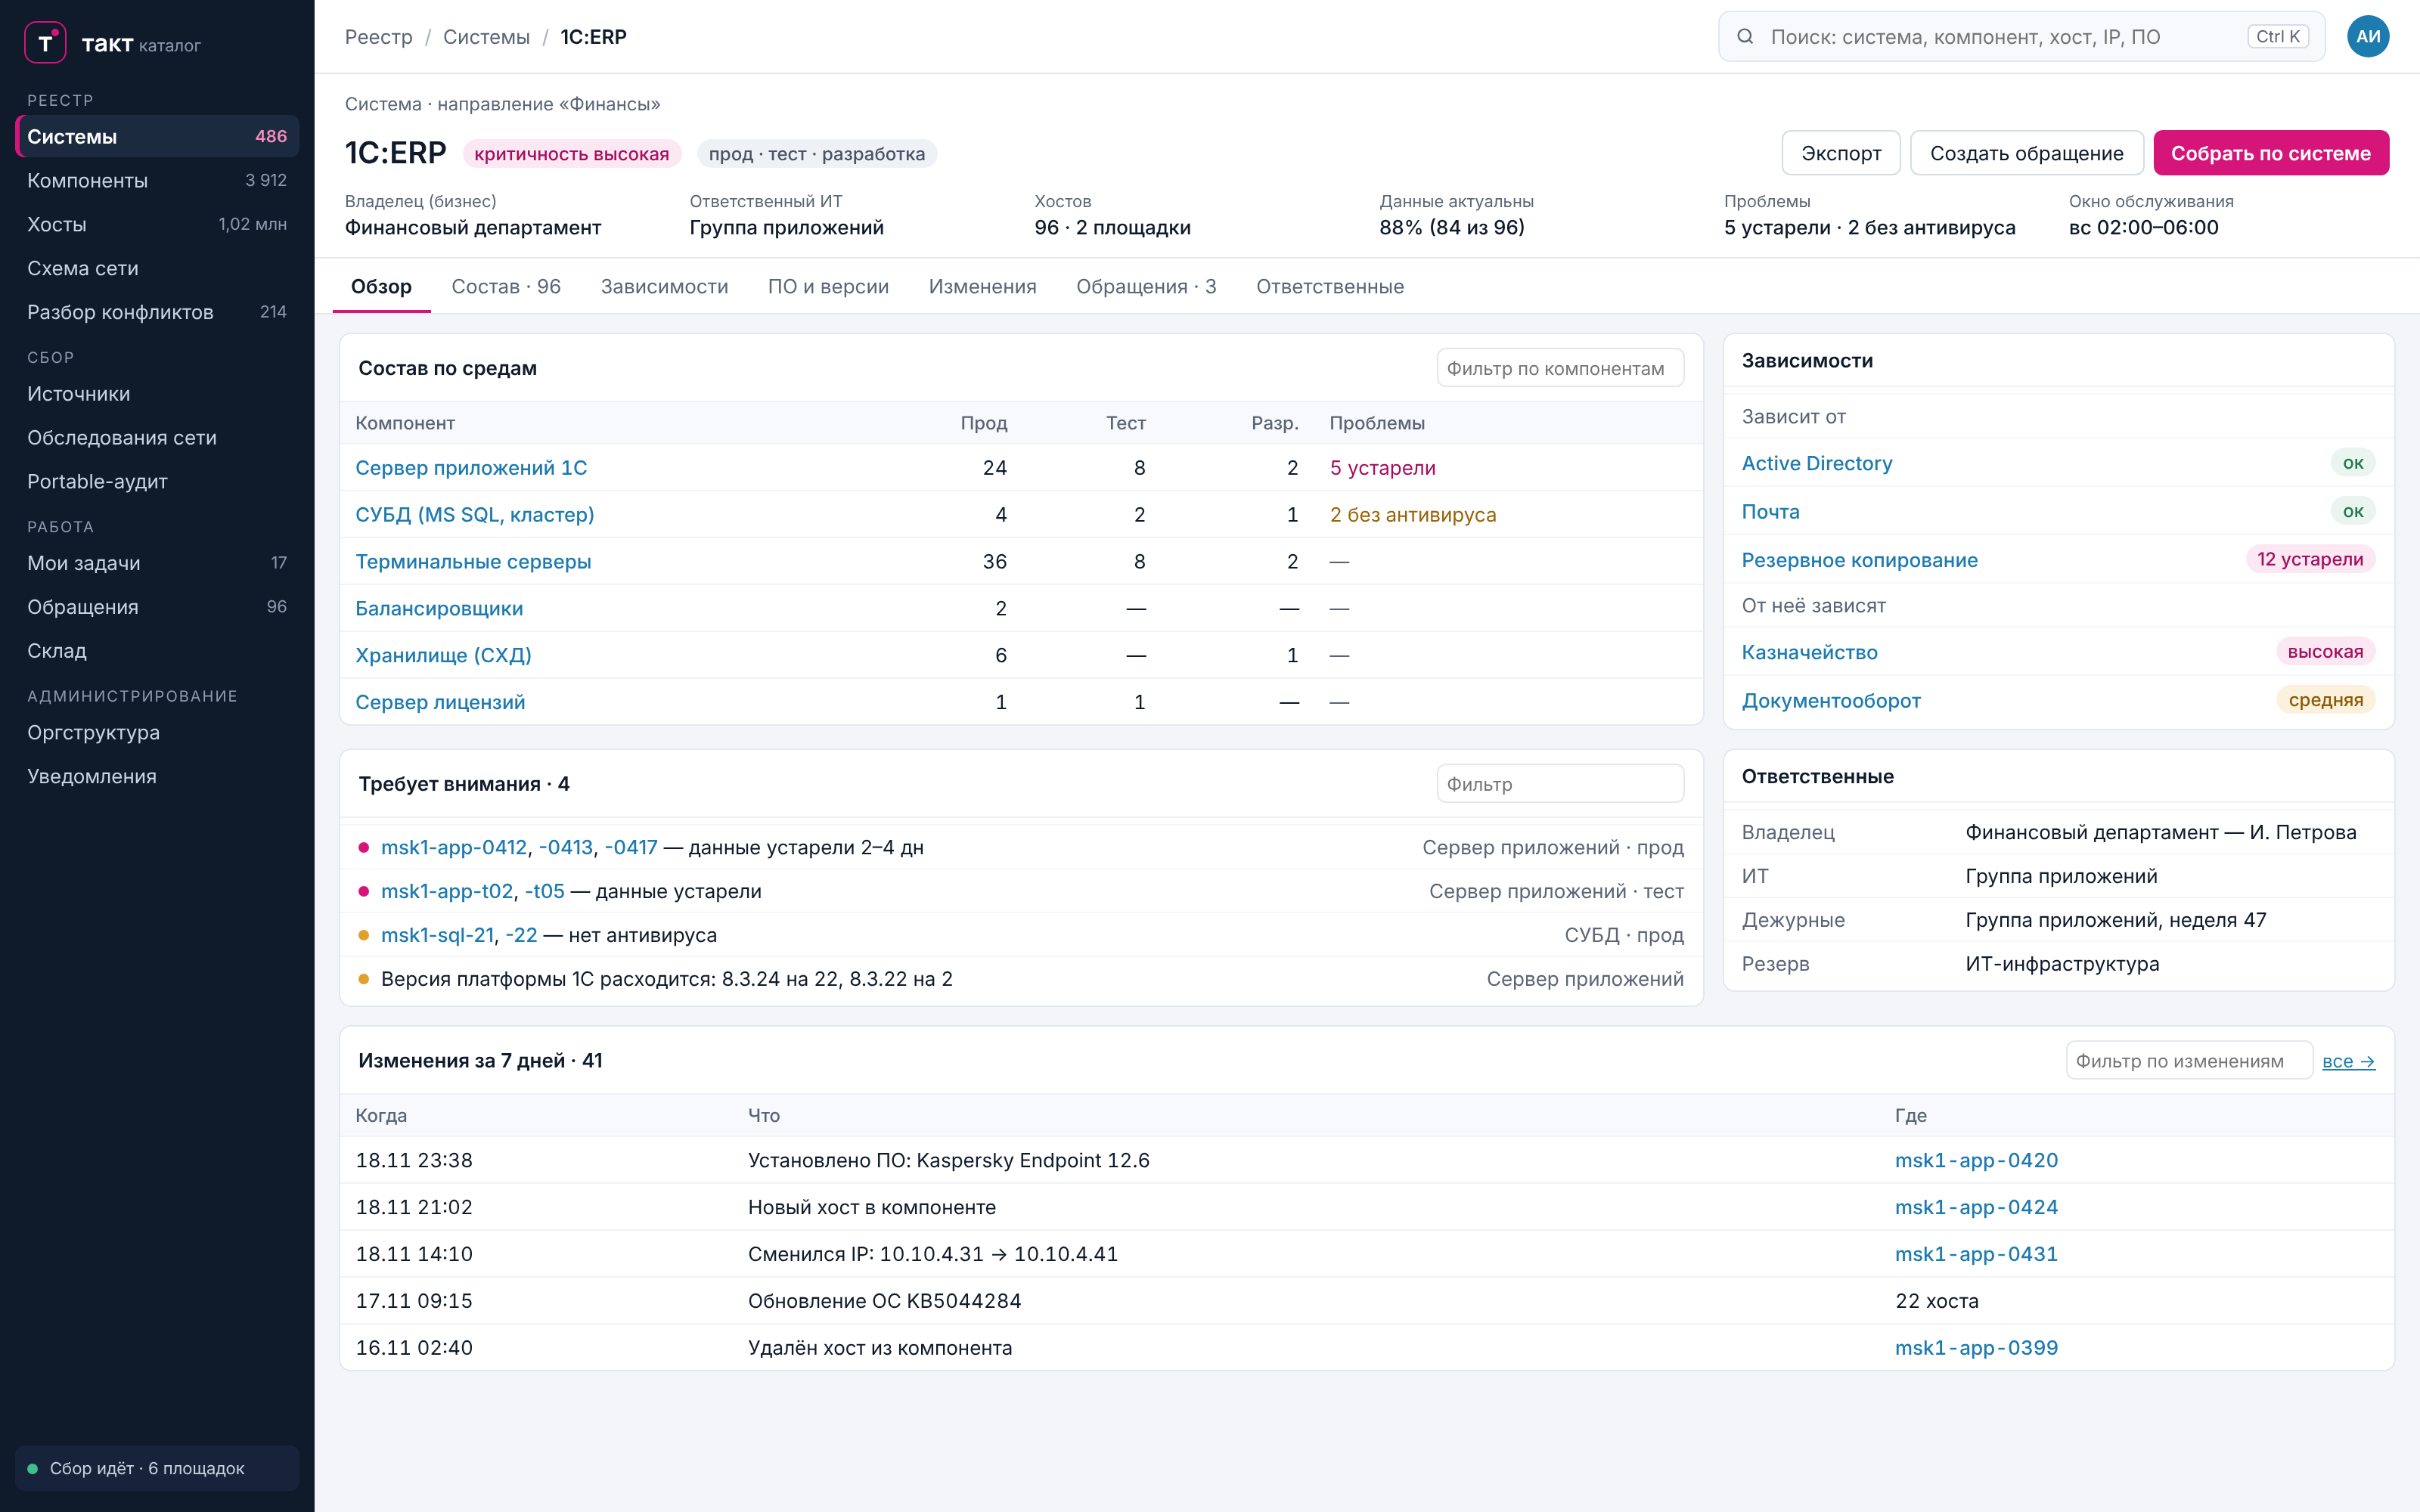 т такт каталог
РЕЕСТР
Системы 486
Компоненты 3 912
Хосты 1,02 млн
Схема сети
Разбор конфликтов 214
СБОР
Источники
Обследования сети
Portable-аудит
РАБОТА
Мои задачи 17
Обращения 96
Склад
АДМИНИСТРИРОВАНИЕ
Оргструктура
Уведомления
Сбор идёт · 6 площадок
Реестр / Системы / 1С:ERP
Поиск: система, компонент, хост, IP, ПО Ctrl K
АИ
Система · направление «Финансы»
1С:ERP критичность высокая прод · тест · разработка
Экспорт Создать обращение Собрать по системе
Владелец (бизнес) Ответственный ИТ Хостов Данные актуальны Проблемы Окно обслуживания
Финансовый департамент Группа приложений 96 · 2 площадки 88% (84 из 96) 5 устарели · 2 без антивируса вс 02:00–06:00
Обзор Состав · 96 Зависимости ПО и версии Изменения Обращения · 3 Ответственные
Состав по средам Фильтр по компонентам
Компонент Прод Тест Разр. Проблемы
Сервер приложений 1С 24 8 2 5 устарели
СУБД (MS SQL, кластер) 4 2 1 2 без антивируса
Терминальные серверы 36 8 2 —
Балансировщики 2 — — —
Хранилище (СХД) 6 — 1 —
Сервер лицензий 1 1 — —
Зависимости
Зависит от
Active Directory ок
Почта ок
Резервное копирование 12 устарели
От неё зависят
Казначейство высокая
Документооборот средняя
Требует внимания · 4 Фильтр
msk1-app-0412, -0413, -0417 — данные устарели 2–4 дн Сервер приложений · прод
msk1-app-t02, -t05 — данные устарели Сервер приложений · тест
msk1-sql-21, -22 — нет антивируса СУБД · прод
Версия платформы 1С расходится: 8.3.24 на 22, 8.3.22 на 2 Сервер приложений
Ответственные
Владелец Финансовый департамент — И. Петрова
ИТ Группа приложений
Дежурные Группа приложений, неделя 47
Резерв ИТ-инфраструктура
Изменения за 7 дней · 41 Фильтр по изменениям все →
Когда Что Где
18.11 23:38 Установлено ПО: Kaspersky Endpoint 12.6 msk1-app-0420
18.11 21:02 Новый хост в компоненте msk1-app-0424
18.11 14:10 Сменился IP: 10.10.4.31 → 10.10.4.41 msk1-app-0431
17.11 09:15 Обновление ОС KB5044284 22 хоста
16.11 02:40 Удалён хост из компонента msk1-app-0399